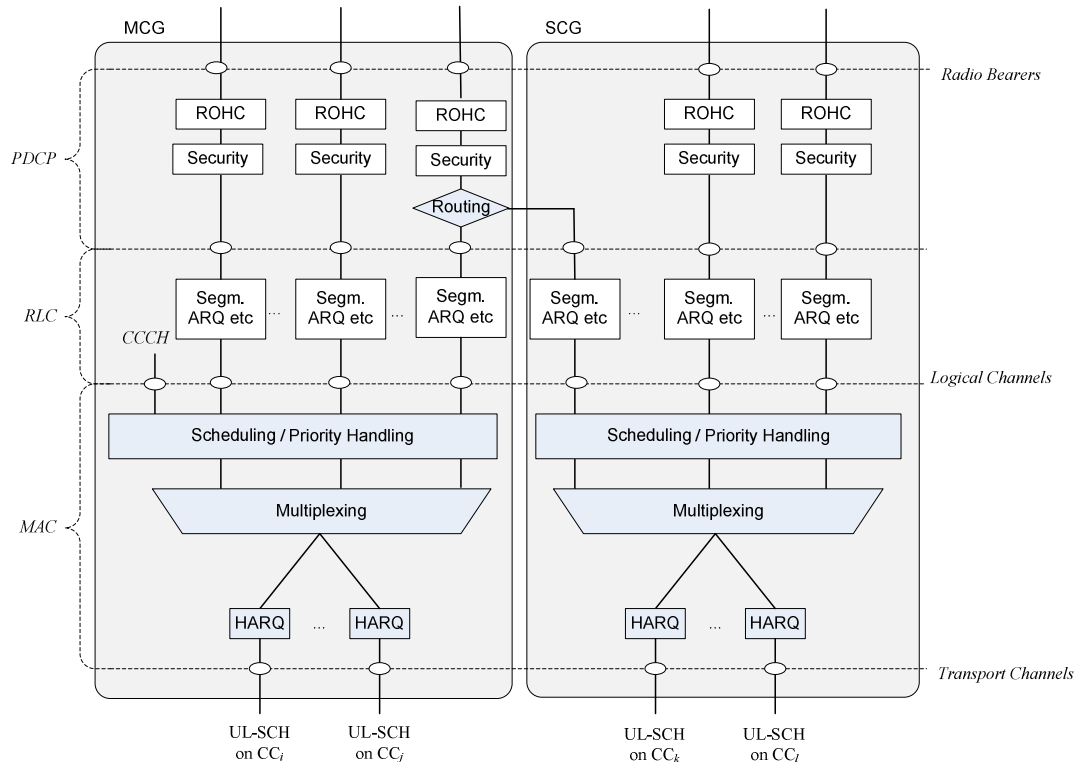 MCG
SCG
Radio Bearers
ROHC
ROHC
ROHC
ROHC
ROHC
PDCP
Security
Security
Security
Security
Security
Routing
RLC
Segm.
ARQ etc
...
Segm.
ARQ etc
...
Segm.
ARQ etc
Segm.
ARQ etc
...
Segm.
ARQ etc
...
Segm.
ARQ etc
CCCH
Logical Channels
Scheduling / Priority Handling
Scheduling / Priority Handling
MAC
Multiplexing
Multiplexing
HARQ
...
HARQ
HARQ
...
HARQ
Transport Channels
UL-SCH
on CCi
UL-SCH
on CCj
UL-SCH
on CCk
UL-SCH
on CCl